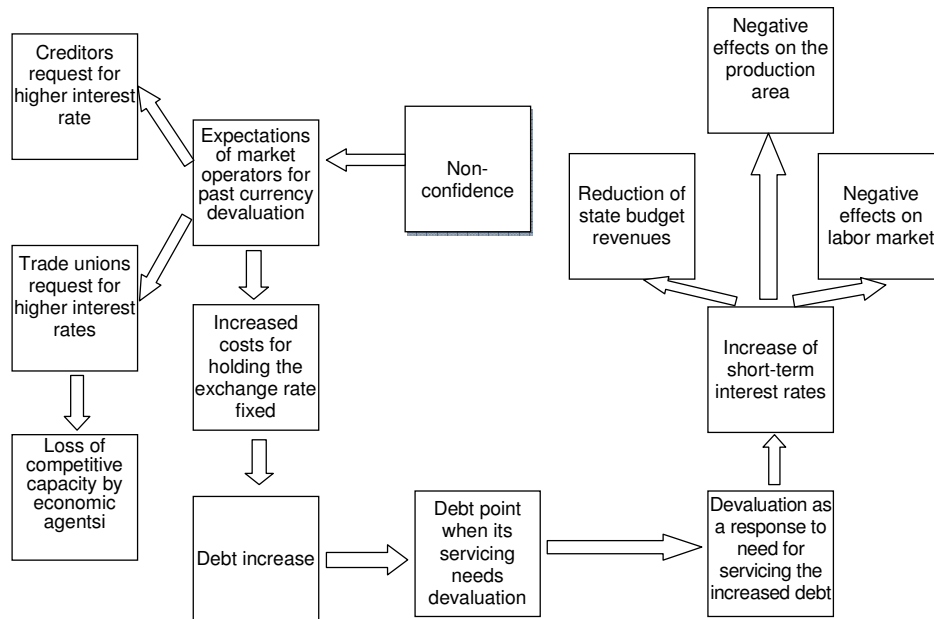 Creditors
request for
higher interest
rate
Expectations
of market
operators for
past currency
devaluation
Non-
confidence
Negative
effects on the
production
area
Reduction of
state budget
revenues
Negative
effects on
labor market
Trade unions
request for
higher interest
rates
Increased
costs for
holding the
exchange rate
fixed
Increase of
short-term
interest rates
Loss of
competitive
capacity by
economic
agentsi
Debt increase
Debt point
when its
servicing
needs
devaluation
Devaluation as
a response to
need for
servicing the
increased debt